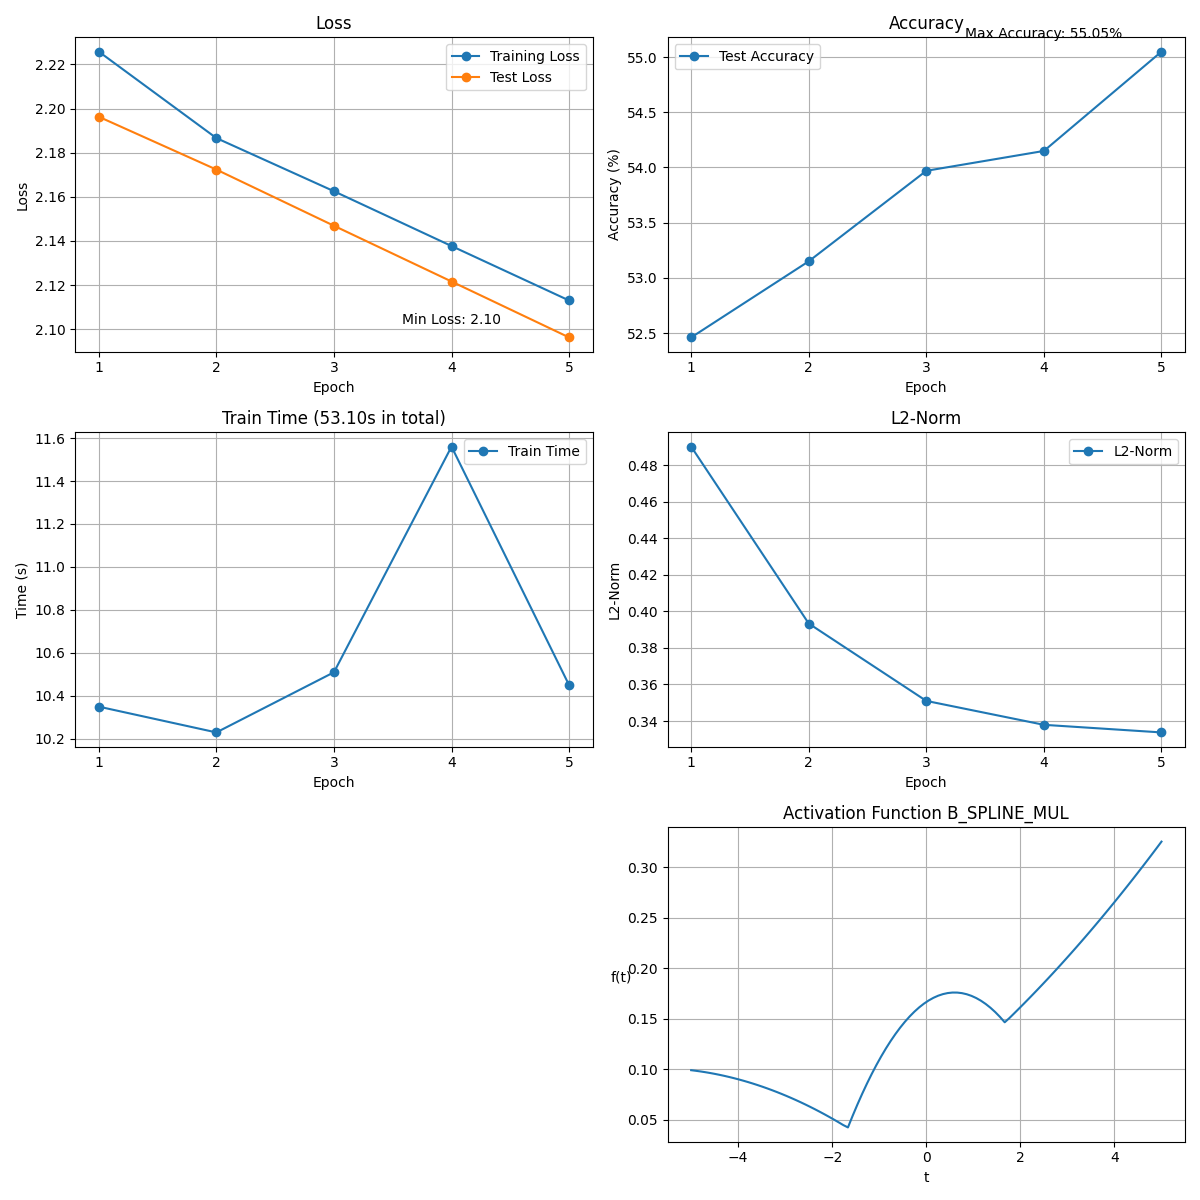 Loss
2.22
2.20
2.18
2.16
2.14
2.12
2.10
Loss
Training Loss
Test Loss
Min Loss: 2.10
1 2 3 4 5
Epoch
Accuracy
Max Accuracy: 55.05%
55.0
54.5
54.0
53.5
53.0
52.5
Accuracy (%)
Test Accuracy
1 2 3 4 5
Epoch
Train Time (53.10s in total)
11.6
11.4
11.2
11.0
10.8
10.6
10.4
10.2
Time (s)
Train Time
1 2 3 4 5
Epoch
L2-Norm
0.48
0.46
0.44
0.42
0.40
0.38
0.36
0.34
L2-Norm
L2-Norm
1 2 3 4 5
Epoch
Activation Function B_SPLINE_MUL
0.30
0.25
0.20
0.15
0.10
0.05
f(t)
−4 −2 0 2 4
t